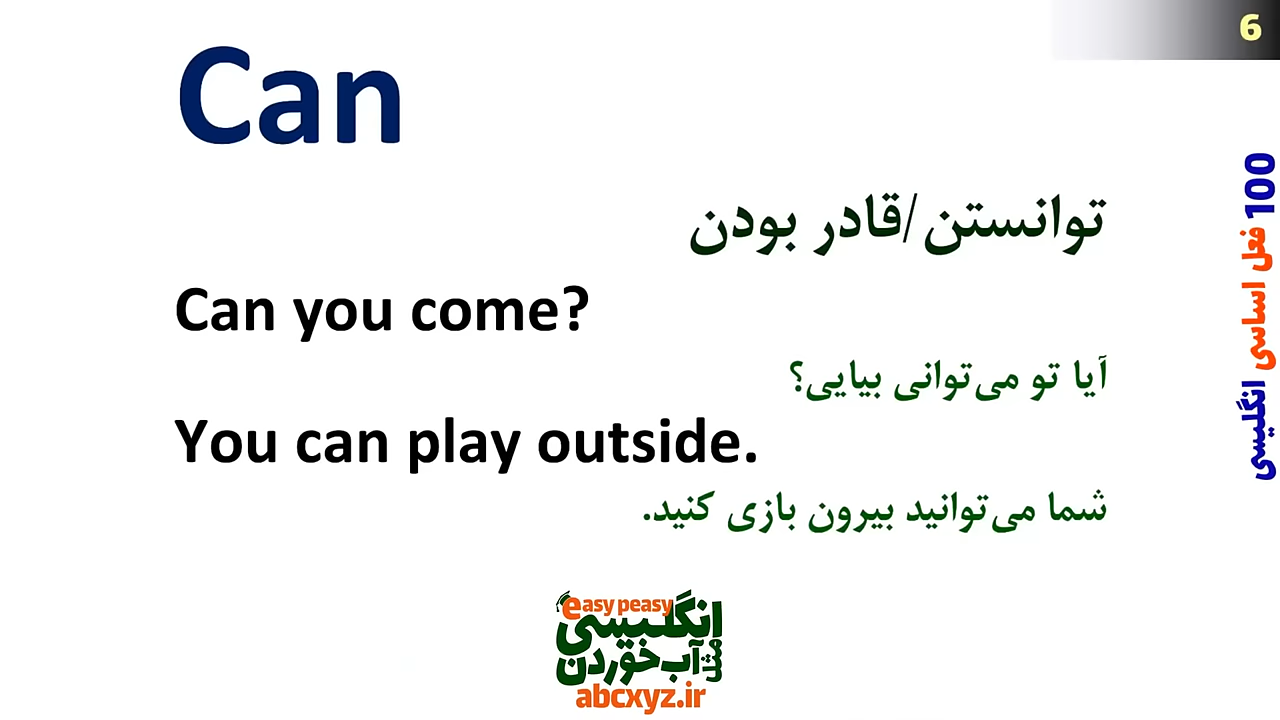 6
Can
توانستن/قادر بودن
Can you come?
آیا تو می‌توانی بیایی؟
You can play outside.
شما می‌توانید بیرون بازی کنید.
100 فعل اساسی انگلیسی
easy peasy
انگلیسی
مثل آب خوردن
abcxyz.ir